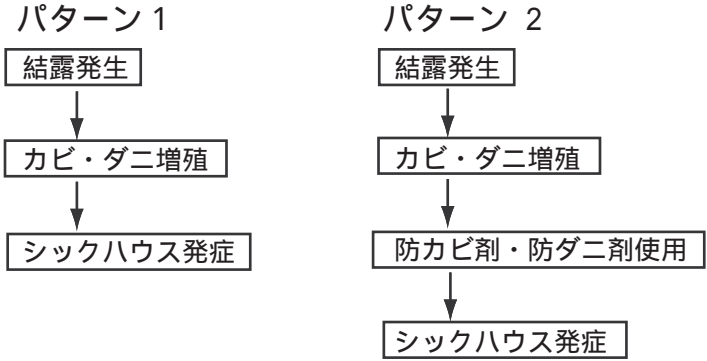 パターン 1
結露発生
カビ・ダニ増殖
シックハウス発症
パターン 2
結露発生
カビ・ダニ増殖
防カビ剤・防ダニ剤使用
シックハウス発症